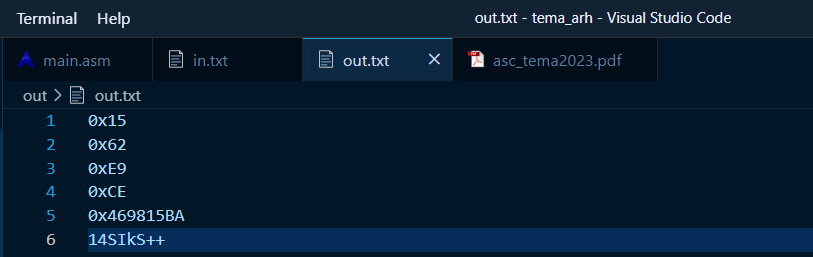 Terminal Help out.txt - tema_arh - Visual Studio Code
main.asm in.txt out.txt asc_tema2023.pdf
out > out.txt
1 0x15
2 0x62
3 0xE9
4 0xCE
5 0x469815BA
6 14SIkS++